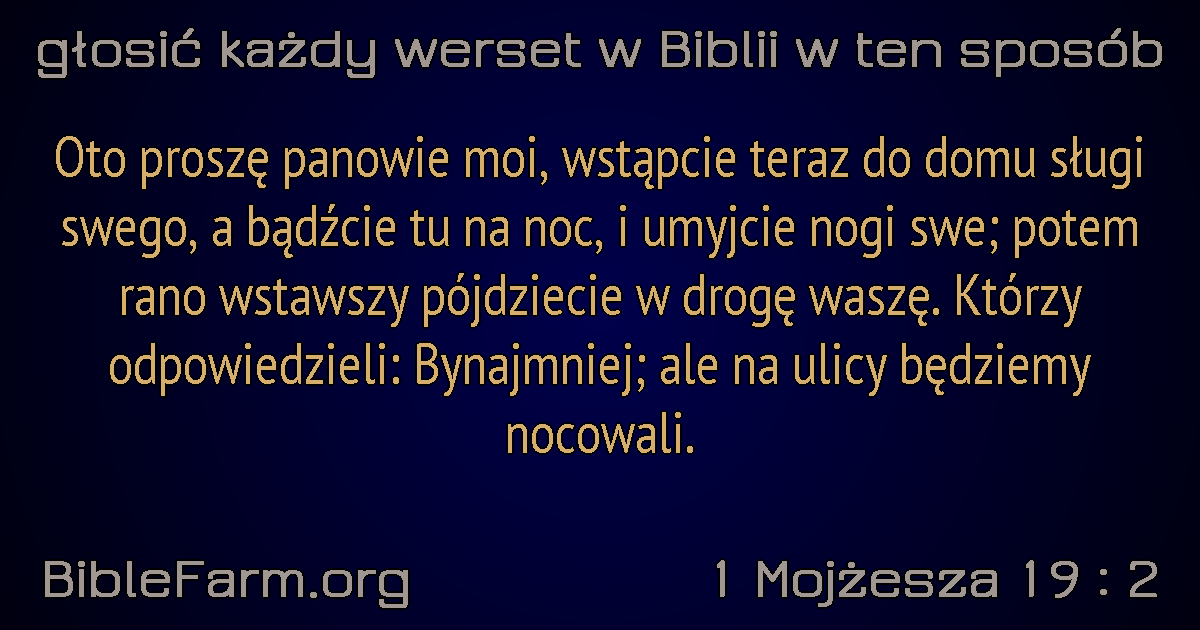 głosić każdy werset w Biblii w ten sposób
Oto proszę panowie moi, wstąpcie teraz do domu sługi
swego, a bądźcie tu na noc, i umyjcie nogi swe; potem
rano wstawszy pójdziecie w drogę waszę. Którzy
odpowiedzieli: Bynajmniej; ale na ulicy będziemy
nocowali.
BibleFarm.org
1 Mojżesza 19 : 2